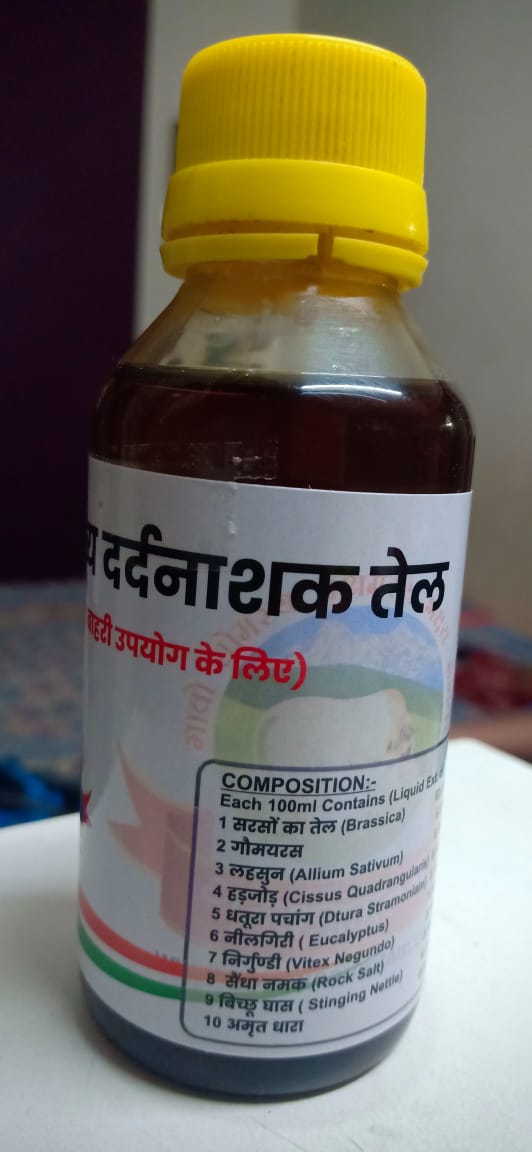 दर्दनाशक तेल
बाहरी उपयोग के लिए)
COMPOSITION:-
Each 100ml Contains (Liquid
1 सरसों का तेल (Brassica)
2 गौमयरस
3 लहसुन (Allium Sativum)
4 हड़जोड़ (Cissus Quadrangularis)
5 धतूरा पचांग (Dtura Stramoniam)
6 नीलगिरी ( Eucalyptus)
7 निर्गुण्डी (Vitex Negundo)
8 सैंधा नमक (Rock Salt)
9 बिच्छू घास ( Stinging Nettle)
10 अमृत धारा